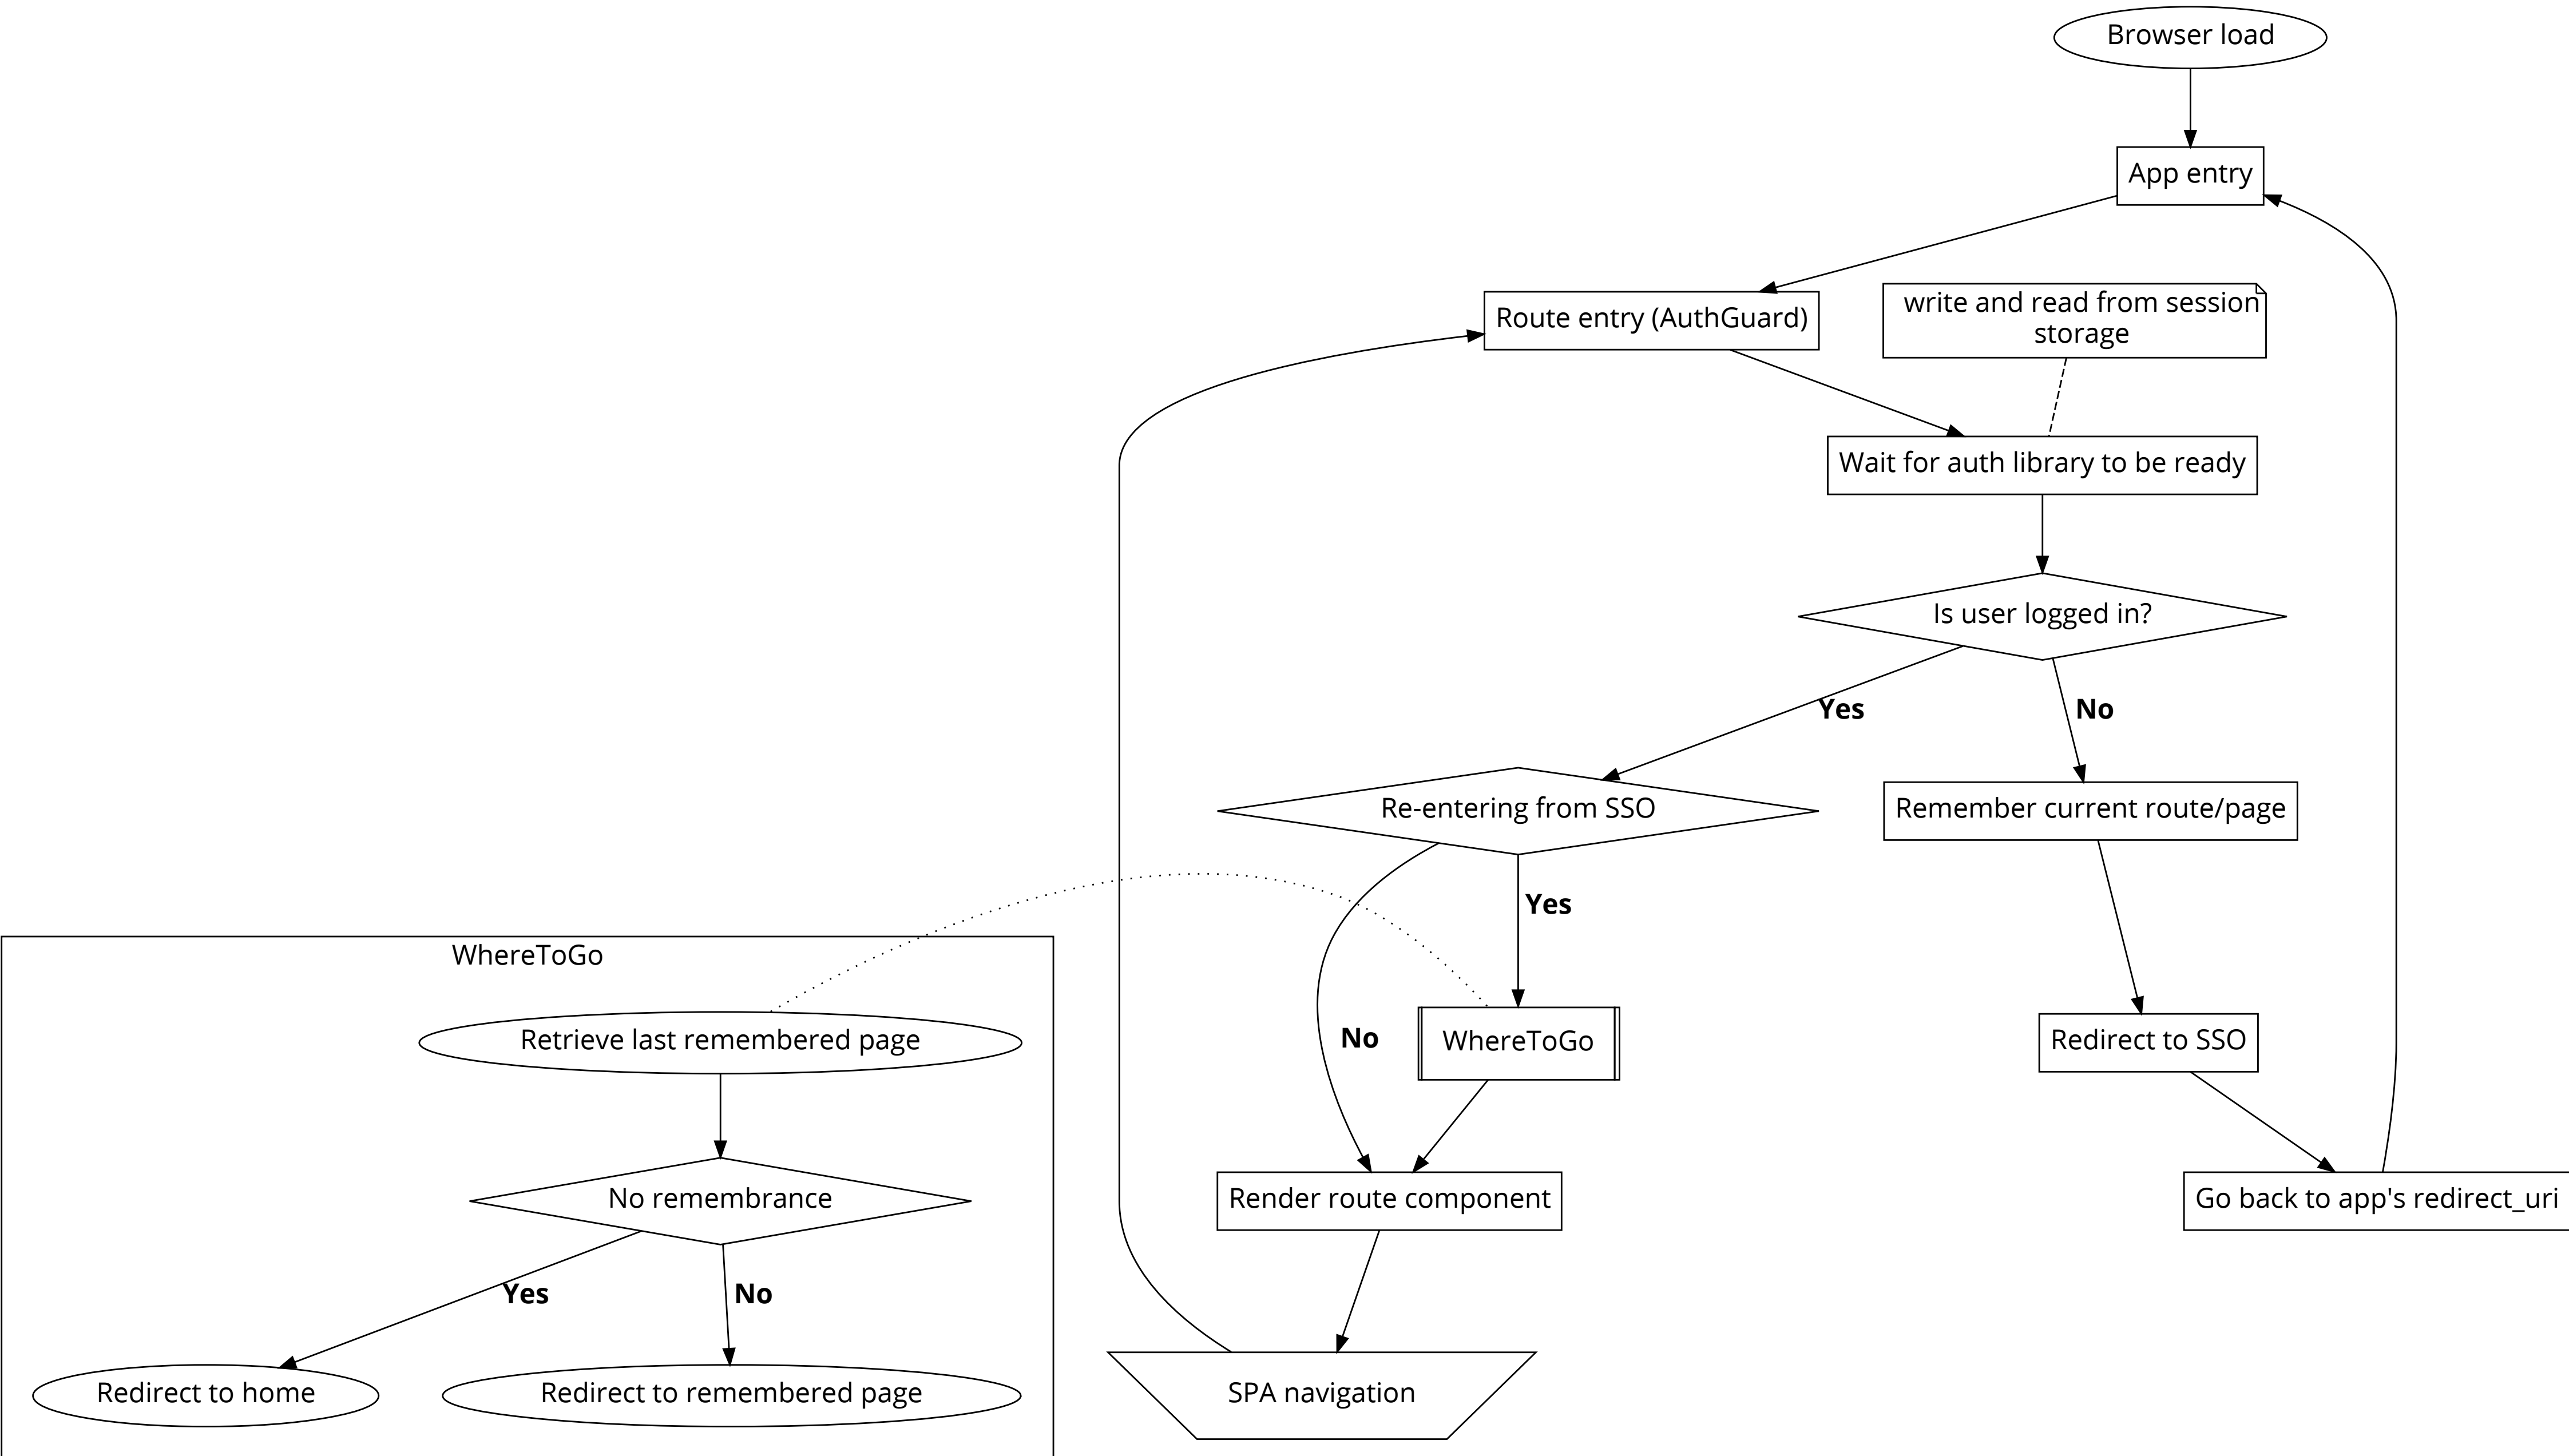 Browser load
App entry
Route entry (AuthGuard)
write and read from session
storage
Wait for auth library to be ready
Is user logged in?
Yes
No
Re-entering from SSO
Remember current route/page
Yes
No
WhereToGo
Redirect to SSO
Render route component
Go back to app's redirect_uri
SPA navigation
WhereToGo
Retrieve last remembered page
No remembrance
Yes
No
Redirect to home
Redirect to remembered page